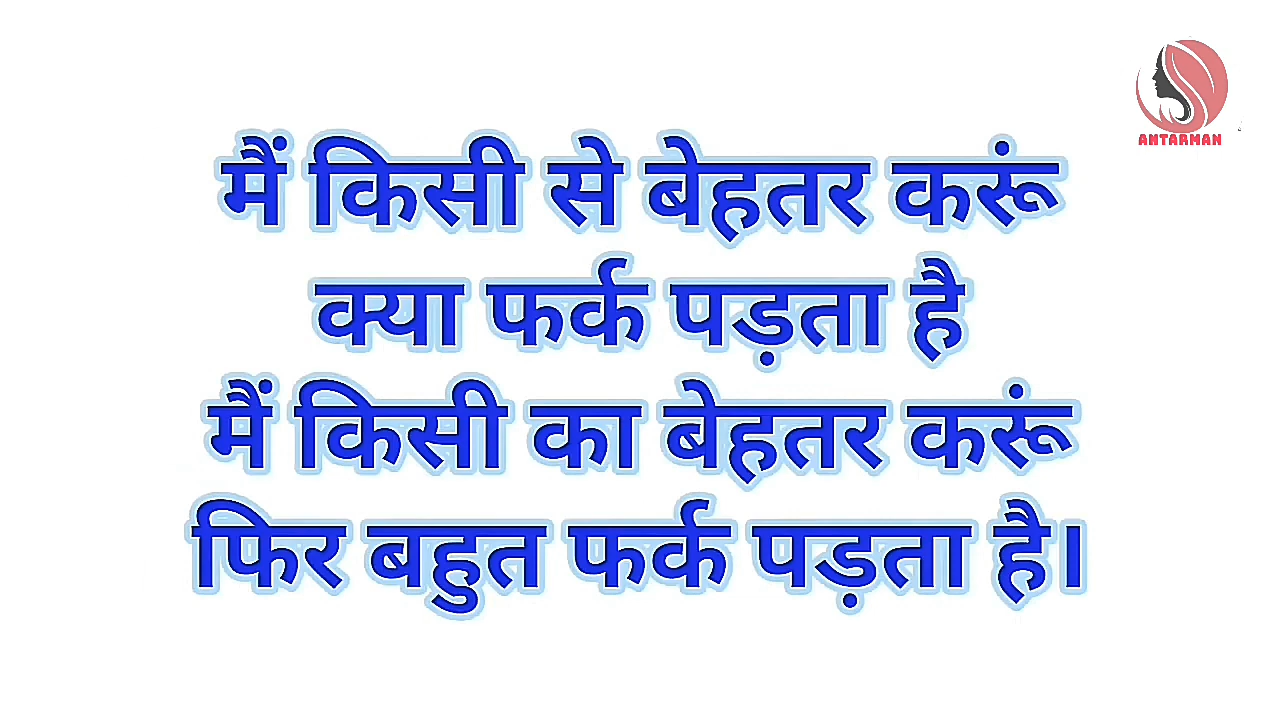 ANTARMAN
मैं किसी से बेहतर करूं
क्या फर्क पड़ता है
मैं किसी का बेहतर करूं
फिर बहुत फर्क पड़ता है।